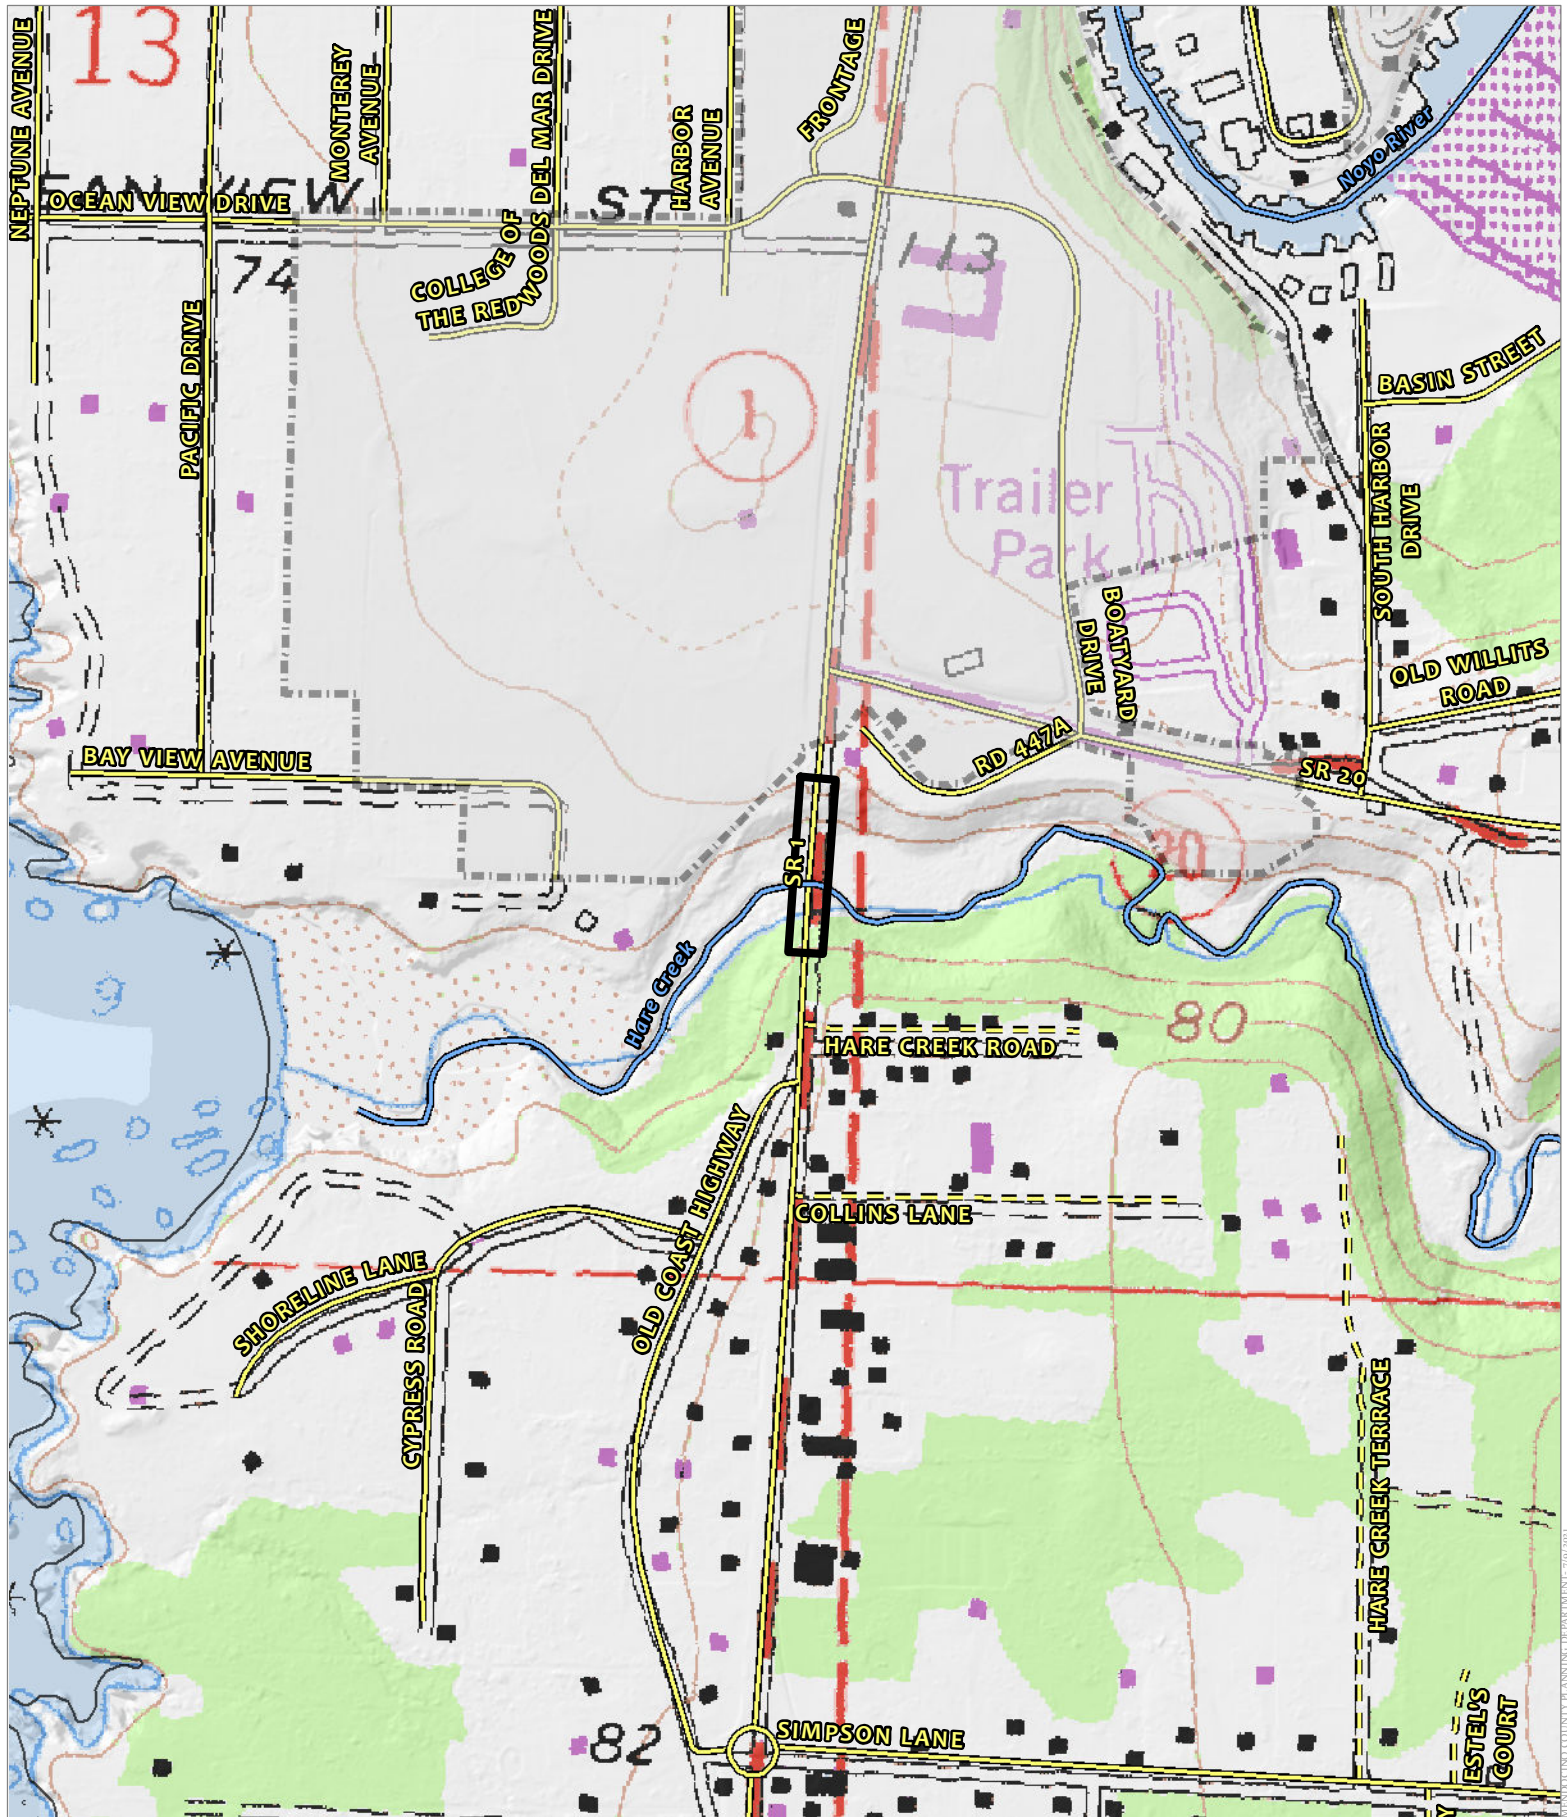 NEPTUNE AVENUE
13
MONTEREY
AVENUE
COLLEGE OF
THE REDWOODS DEL MAR DRIVE
HARBOR
AVENUE
FRONTAGE
Noyo River
EAN VIEW ST
OCEAN VIEW DRIVE
74
113
PACIFIC DRIVE
1
Trailer
Park
BASIN STREET
SOUTH HARBOR
DRIVE
BOATYARD
DRIVE
OLD WILLITS
ROAD
RD 447A
SR 20
BAY VIEW AVENUE
SR 1
20
Hare Creek
80
HARE CREEK ROAD
OLD COAST HIGHWAY
COLLINS LANE
SHORELINE LANE
CYPRESS ROAD
HARE CREEK TERRACE
SIMPSON LANE
82
ESTEL'S
COURT